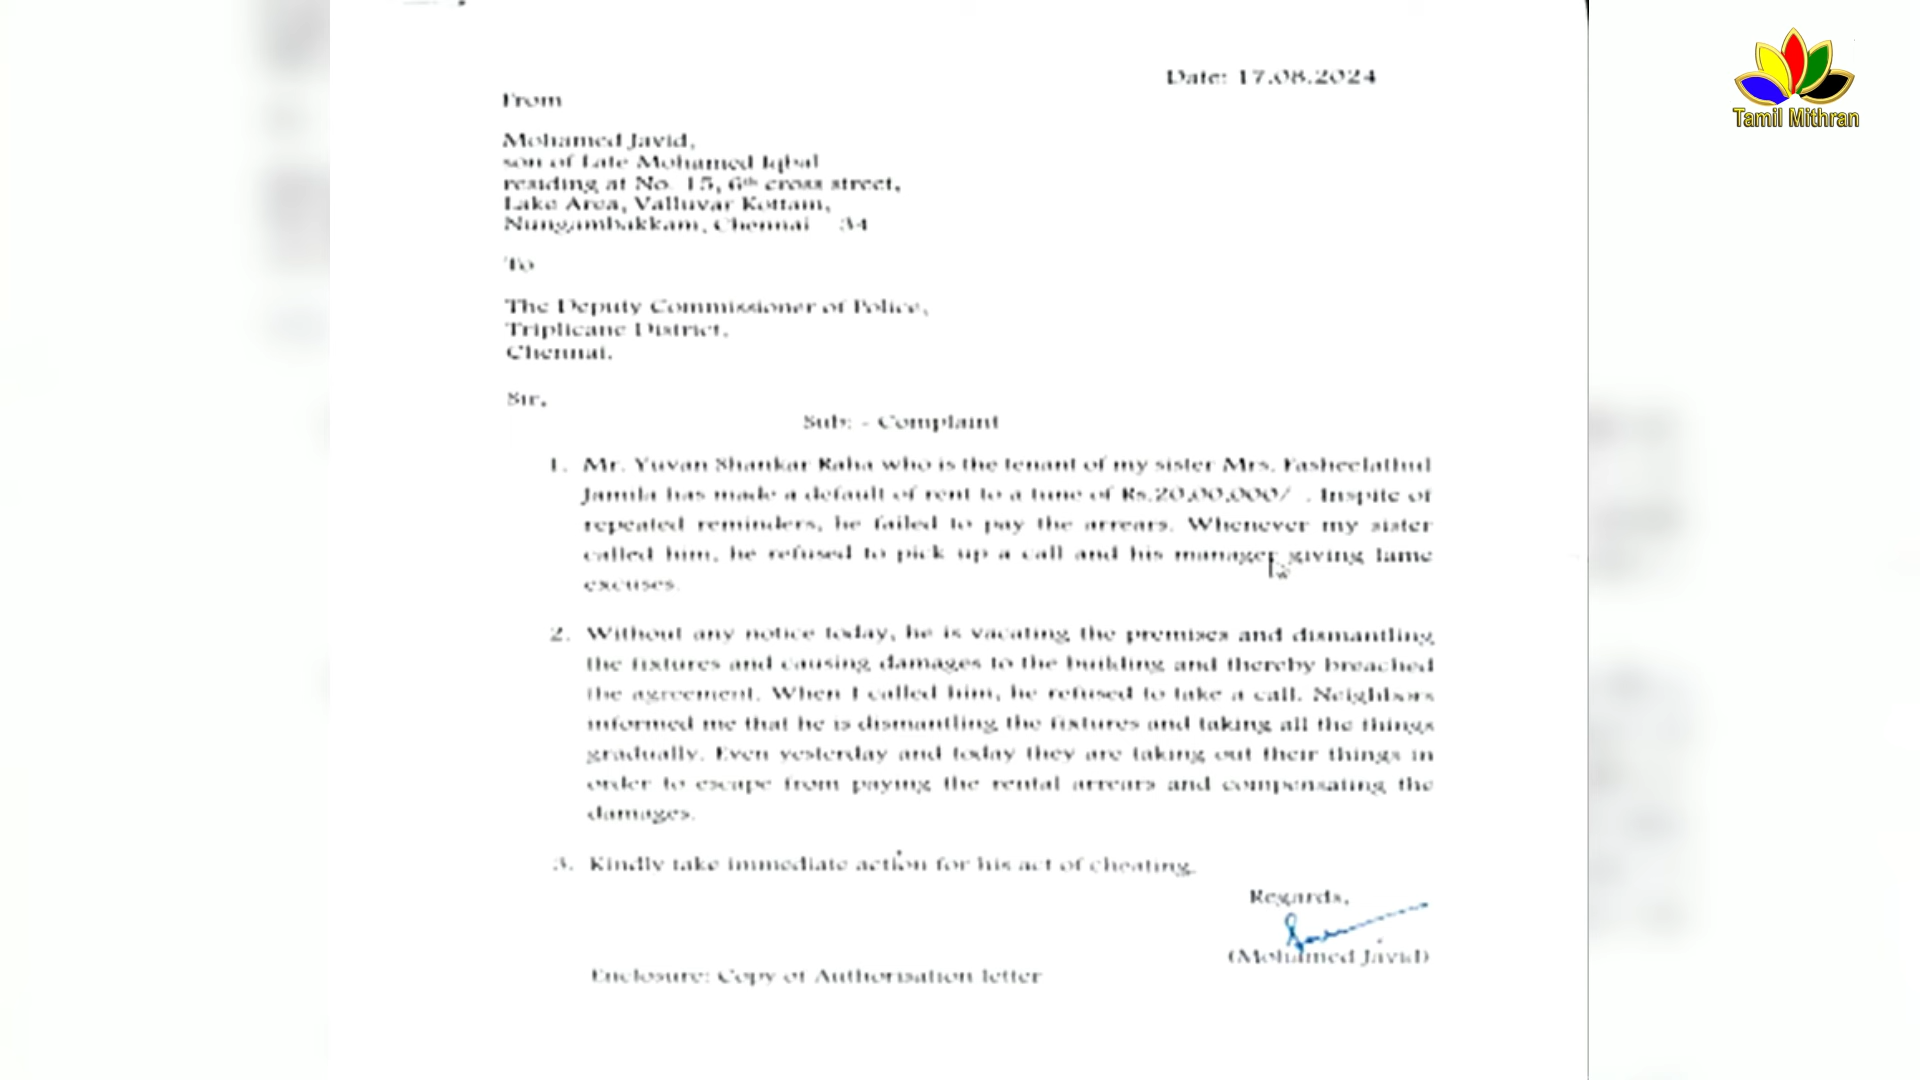 Date: 17.08.2024
From
Mohamed Javid,
son of Late Mohamed Iqbal
residing at No. 15, 6th cross street,
Lake Area, Valluvar Kottam,
Nungambakkam, Chennai 34
To
The Deputy Commissioner of Police,
Triplicane District,
Chennai.
Sir,
Sub: - Complaint
1. Mr. Yuvan Shankar Raha who is the tenant of my sister Mrs. Fasheelathul
Jamila has made a default of rent to a tune of Rs.20,00,000/ . Inspite of
repeated reminders, he failed to pay the arrears. Whenever my sister
called him, he refused to pick up a call and his manager giving lame
excuses.
2. Without any notice today, he is vacating the premises and dismantling
the fixtures and causing damages to the building and thereby breached
the agreement. When I called him, he refused to take a call. Neighbors
informed me that he is dismantling the fixtures and taking all the things
gradually. Even yesterday and today they are taking out their things in
order to escape from paying the rental arrears and compensating the
damages.
3. Kindly take immediate action for his act of cheating.
Regards,
(Mohamed Javid)
Enclosure: Copy of Authorisation letter
Tamil Mithran